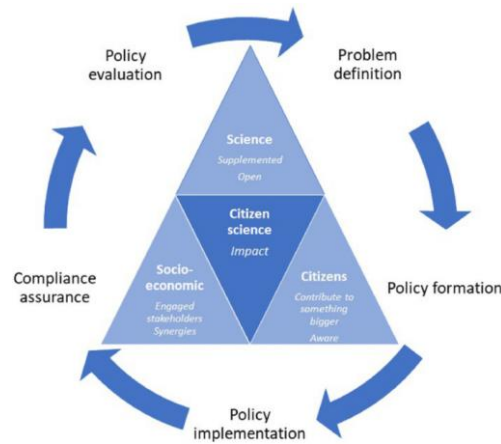 Policy
evaluation
Problem
definition
Science
Supplemented
Open
Citizen
science
Impact
Socio-
economic
Engaged
stakeholders
Synergies
Citizens
Contribute to
something
bigger
Aware
Compliance
assurance
Policy formation
Policy
implementation